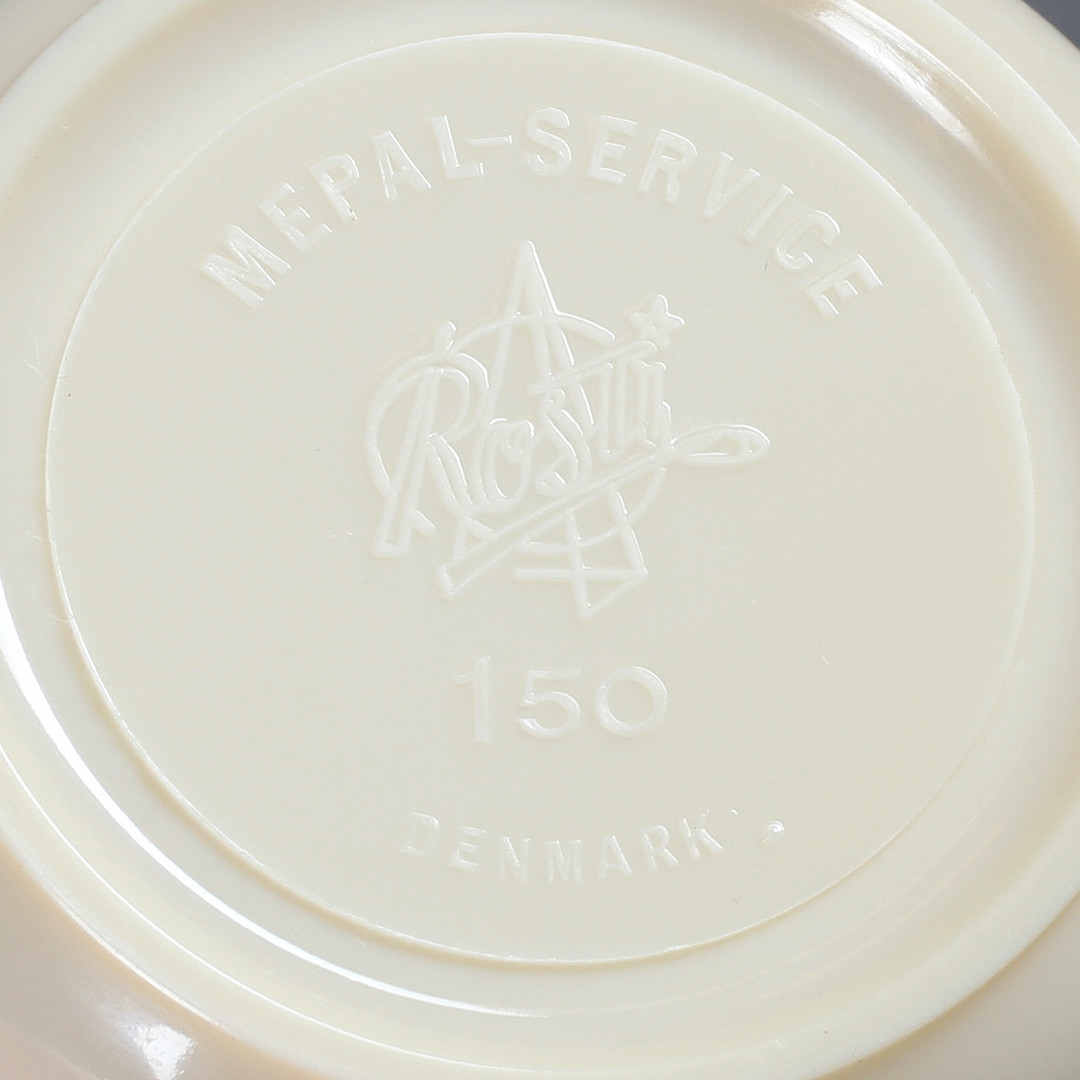 MEPAL-SERVICE
Rosti
150
DENMARK